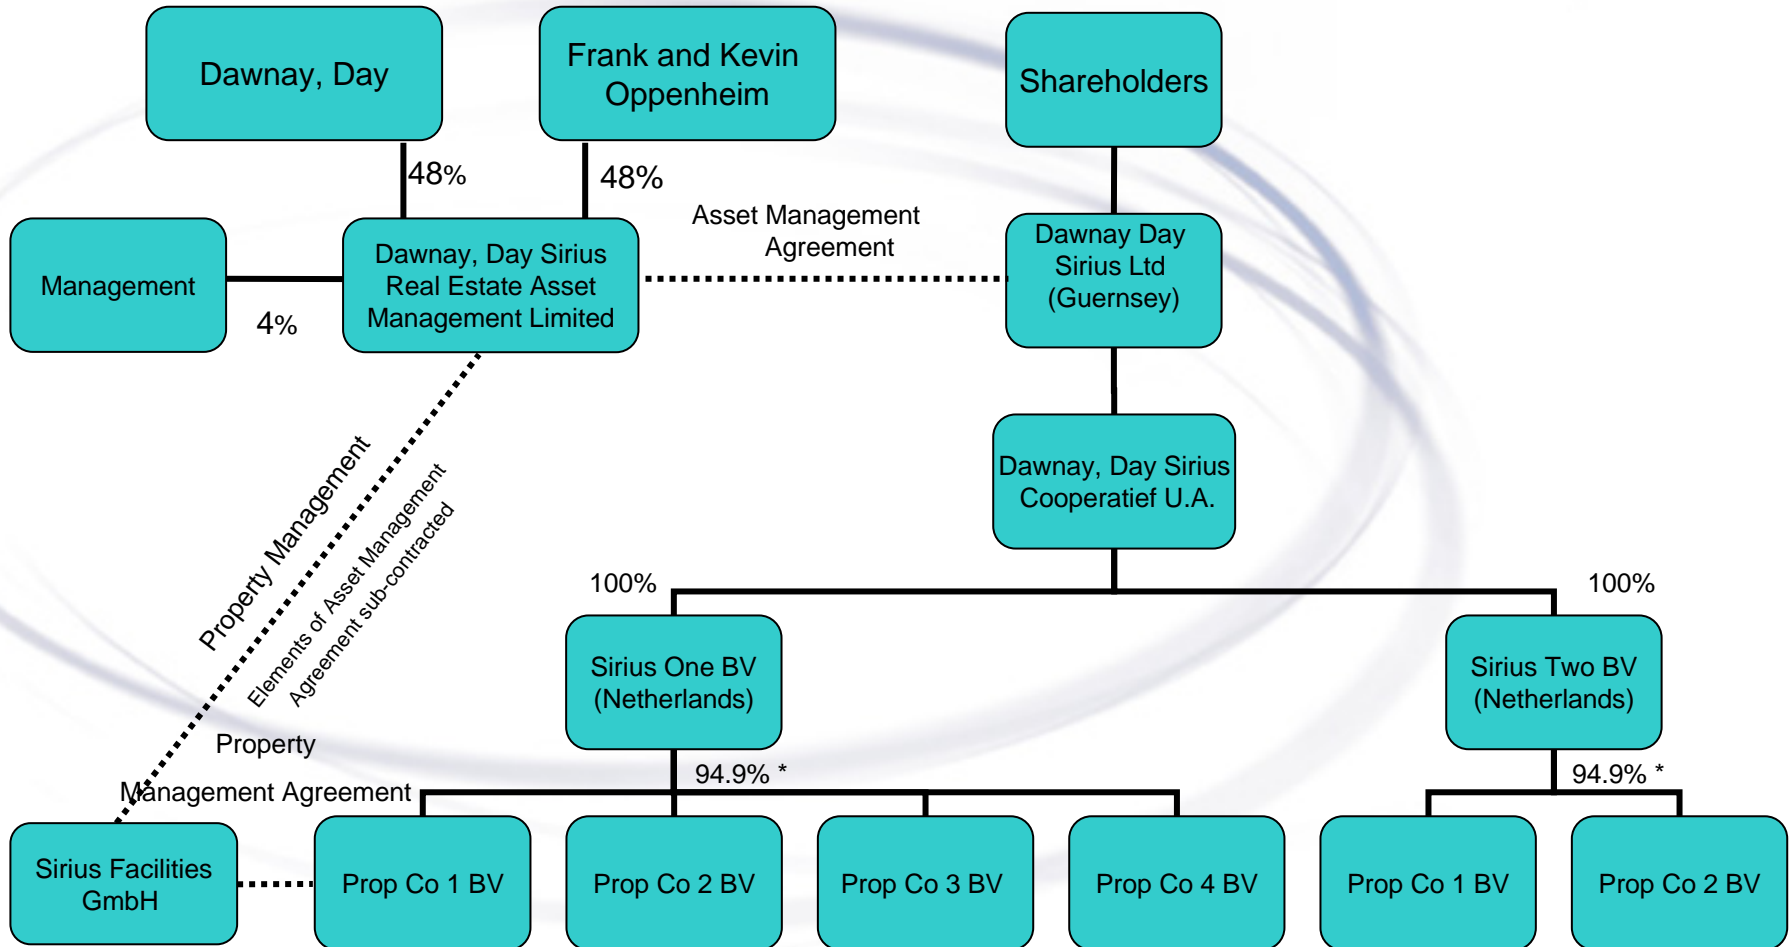 Dawnay, Day
Frank and Kevin
Oppenheim
Shareholders
48%
48%
Asset Management
Agreement
Management
4%
Dawnay, Day Sirius
Real Estate Asset
Management Limited
Dawnay Day
Sirius Ltd
(Guernsey)
Dawnay, Day Sirius
Cooperatief U.A.
Property Management
Elements of Asset Management
Agreement sub-contracted
100%
100%
Sirius One BV
(Netherlands)
Sirius Two BV
(Netherlands)
Property
Management Agreement
94.9% *
94.9% *
Sirius Facilities
GmbH
Prop Co 1 BV
Prop Co 2 BV
Prop Co 3 BV
Prop Co 4 BV
Prop Co 1 BV
Prop Co 2 BV